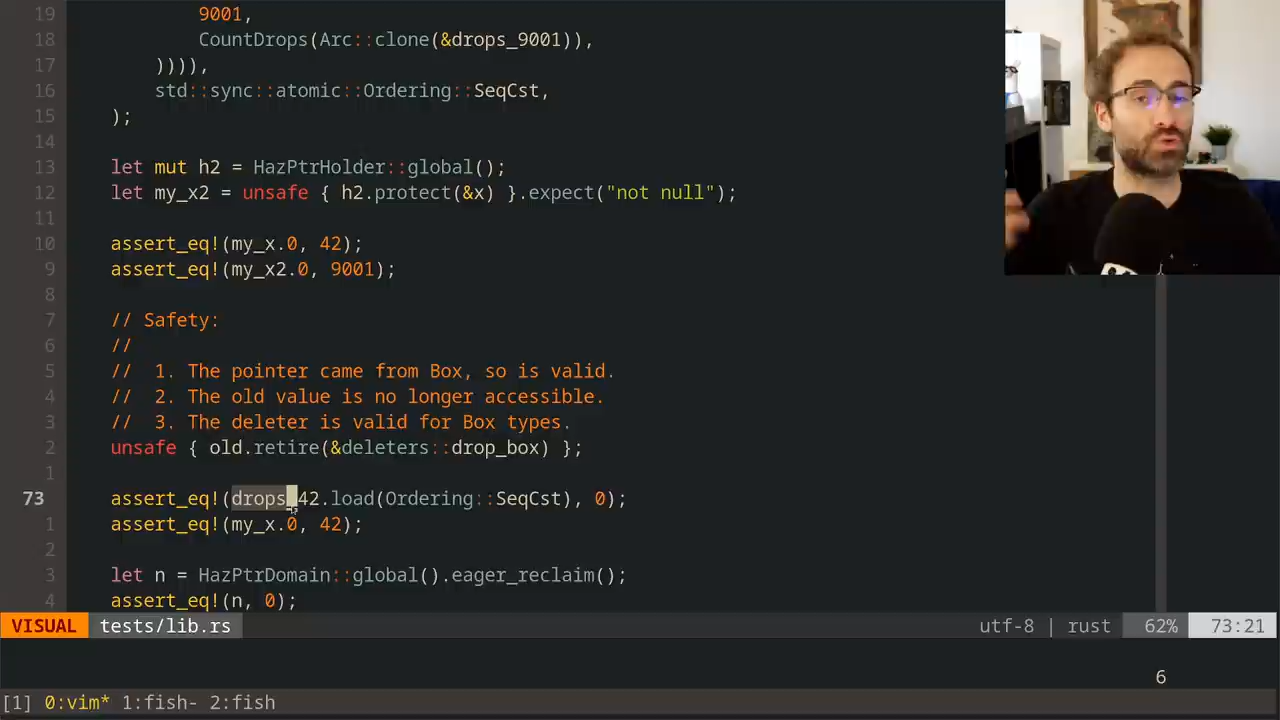 19 9001,
18 CountDrops(Arc::clone(&drops_9001)),
17 )))),
16 std::sync::atomic::Ordering::SeqCst,
15 );
14
13 let mut h2 = HazPtrHolder::global();
12 let my_x2 = unsafe { h2.protect(&x) }.expect("not null");
11
10 assert_eq!(my_x.0, 42);
9 assert_eq!(my_x2.0, 9001);
8
7 // Safety:
6 //
5 //  1. The pointer came from Box, so is valid.
4 //  2. The old value is no longer accessible.
3 //  3. The deleter is valid for Box types.
2 unsafe { old.retire(&deleters::drop_box) };
1
73 assert_eq!(drops_42.load(Ordering::SeqCst), 0);
1 assert_eq!(my_x.0, 42);
2
3 let n = HazPtrDomain::global().eager_reclaim();
4 assert_eq!(n, 0);
VISUAL tests/lib.rs utf-8 | rust 62% 73:21
6
[1] 0:vim* 1:fish- 2:fish